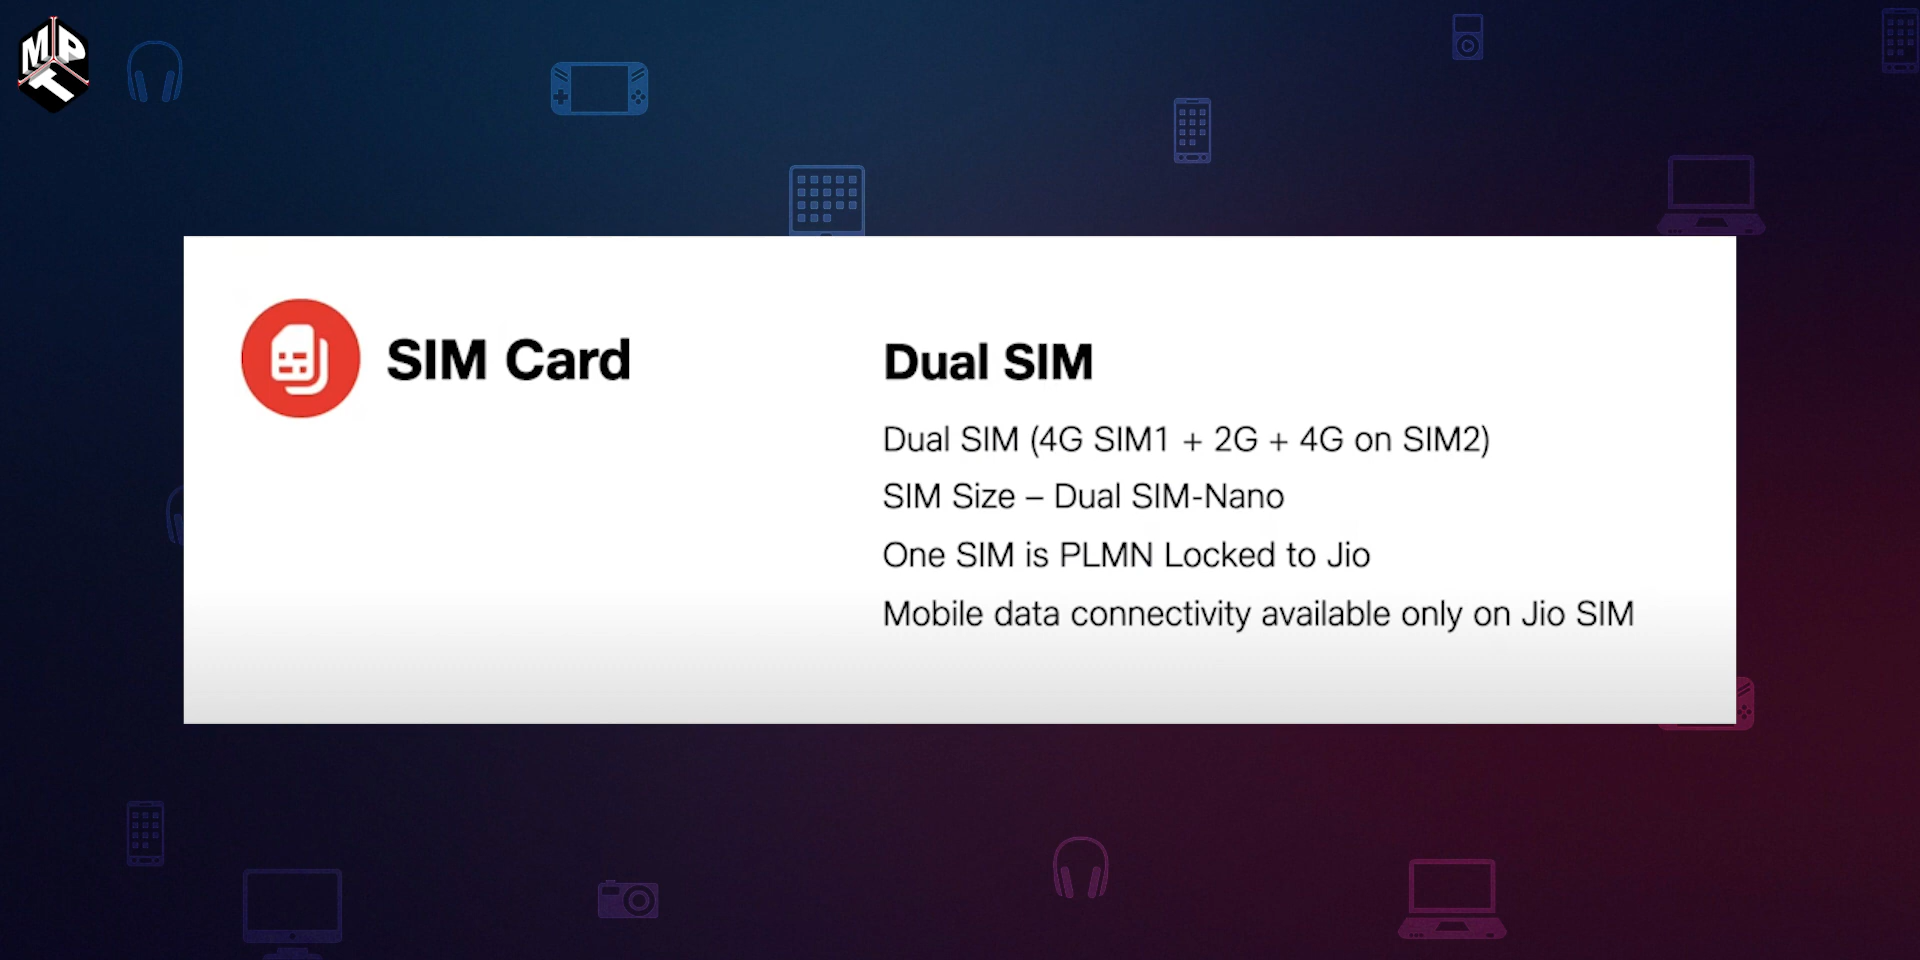 MPT
SIM Card
Dual SIM
Dual SIM (4G SIM1 + 2G + 4G on SIM2)
SIM Size – Dual SIM-Nano
One SIM is PLMN Locked to Jio
Mobile data connectivity available only on Jio SIM